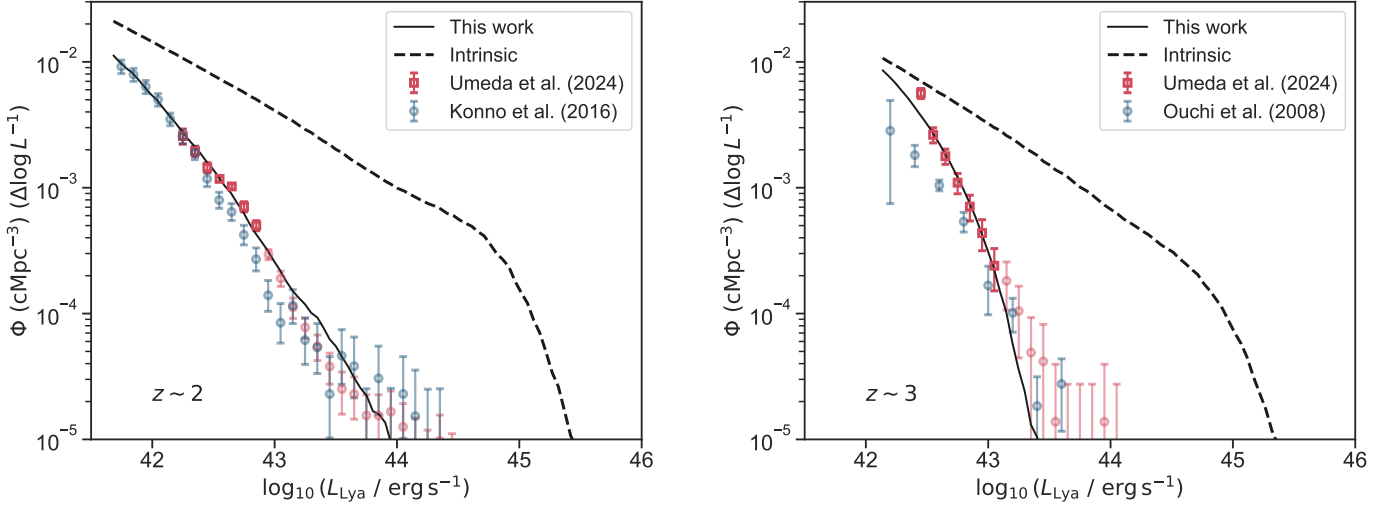 This work
Intrinsic
Umeda et al. (2024)
Konno et al. (2016)
10⁻²
10⁻³
10⁻⁴
10⁻⁵
Φ (cMpc⁻³) (Δlog L⁻¹)
z ~ 2
42 43 44 45 46
log₁₀ (L_Lya / erg s⁻¹)
This work
Intrinsic
Umeda et al. (2024)
Ouchi et al. (2008)
10⁻²
10⁻³
10⁻⁴
10⁻⁵
Φ (cMpc⁻³) (Δlog L⁻¹)
z ~ 3
42 43 44 45 46
log₁₀ (L_Lya / erg s⁻¹)